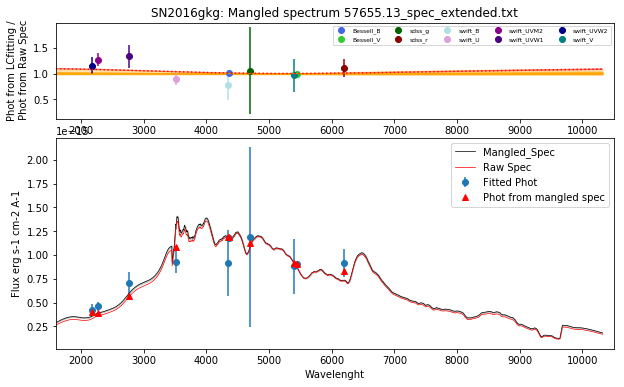 SN2016gkg: Mangled spectrum 57655.13_spec_extended.txt
Phot from LCfitting /
Phot from Raw Spec
1.5
1.0
0.5
Bessell_B
Bessell_V
sdss_g
sdss_r
swift_B
swift_U
swift_UVM2
swift_UVW1
swift_UVW2
swift_V
2000 3000 4000 5000 6000 7000 8000 9000 10000
1e−15
Flux erg s-1 cm-2 A-1
2.00
1.75
1.50
1.25
1.00
0.75
0.50
0.25
Mangled_Spec
Raw Spec
Fitted Phot
Phot from mangled spec
2000 3000 4000 5000 6000 7000 8000 9000 10000
Wavelenght